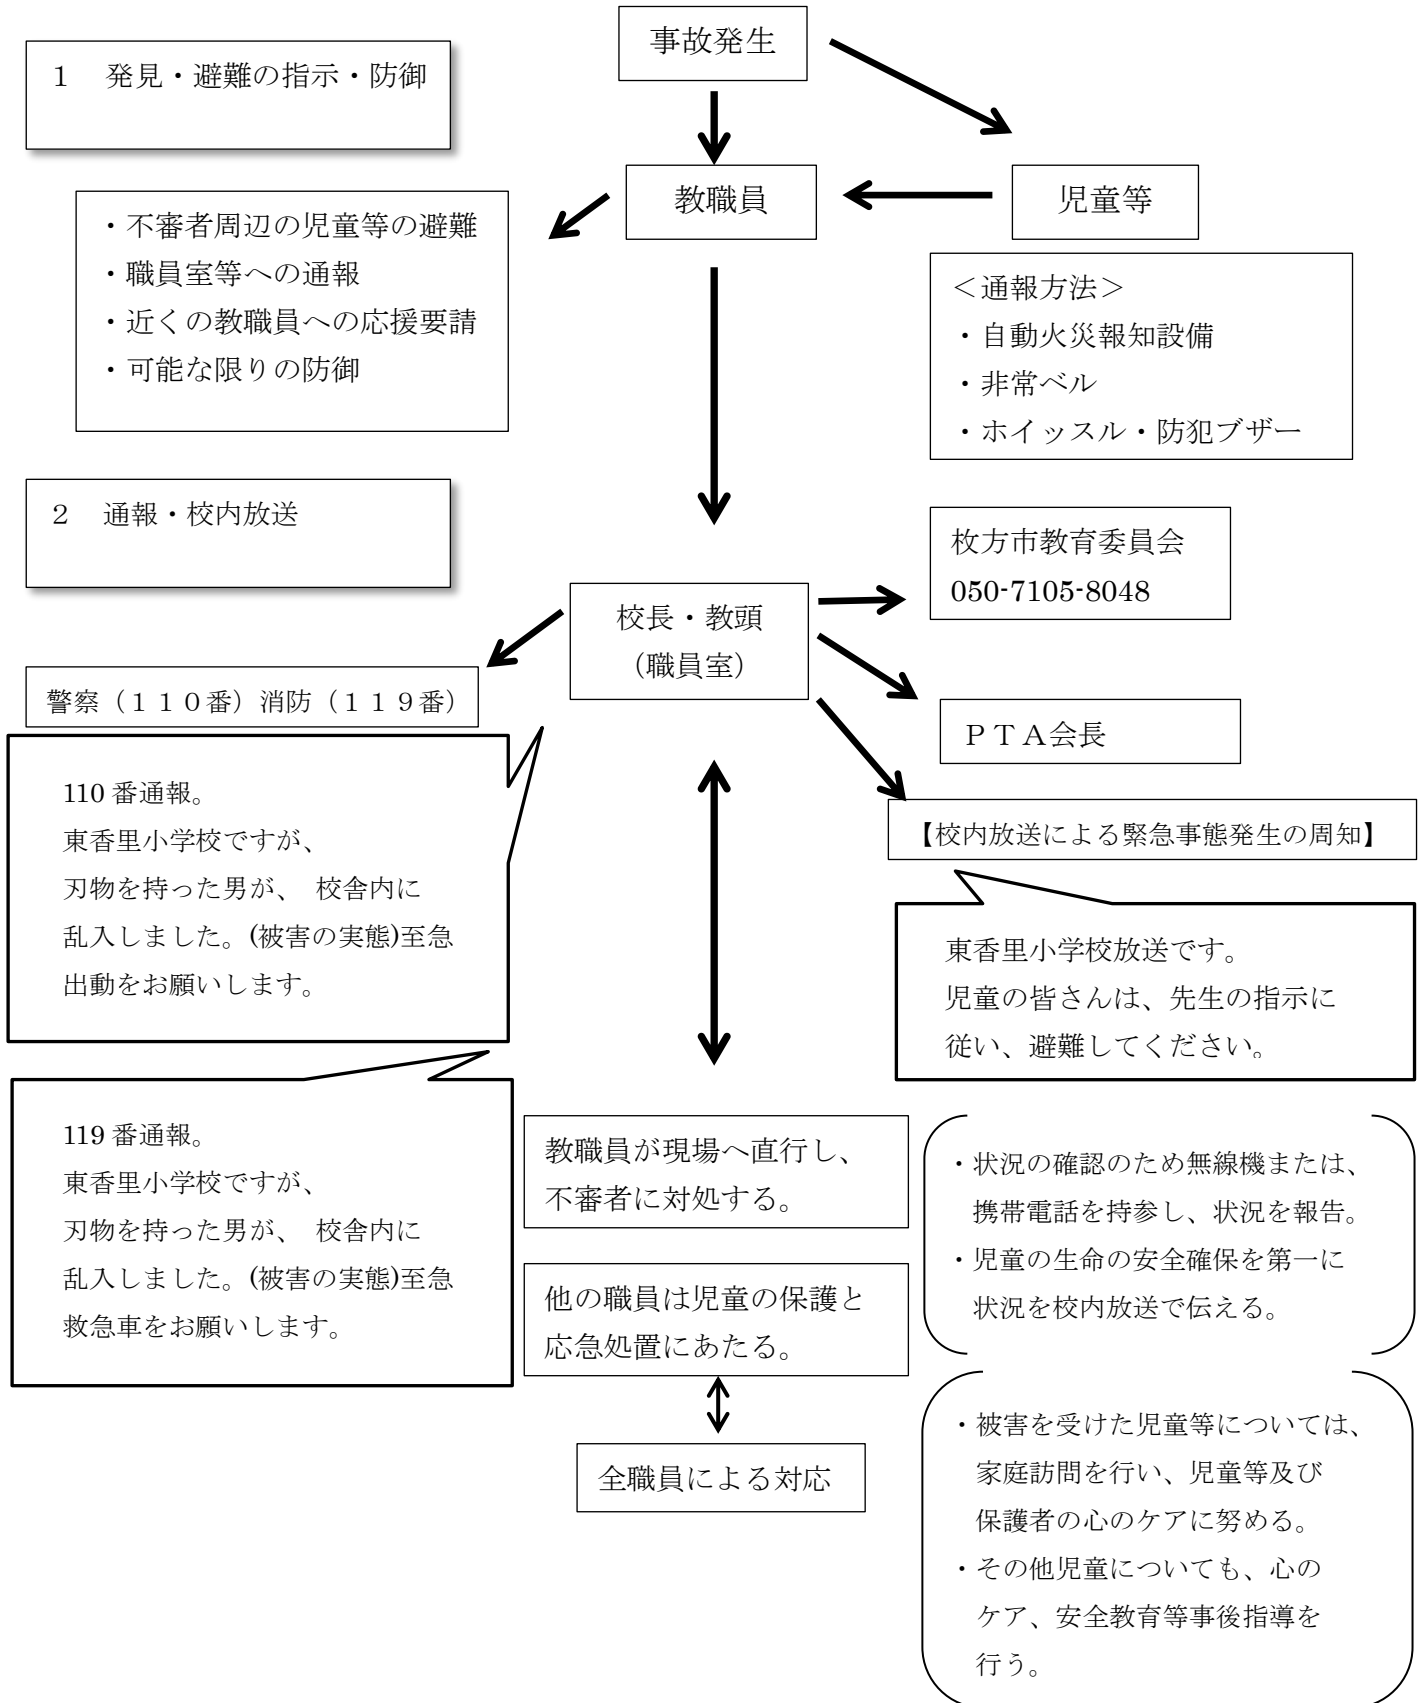 事故発生
１　発見・避難の指示・防御
教職員
児童等
・不審者周辺の児童等の避難
・職員室等への通報
・近くの教職員への応援要請
・可能な限りの防御
＜通報方法＞
・自動火災報知設備
・非常ベル
・ホイッスル・防犯ブザー
２　通報・校内放送
枚方市教育委員会
050-7105-8048
校長・教頭
（職員室）
警察（１１０番）消防（１１９番）
ＰＴＡ会長
【校内放送による緊急事態発生の周知】
110 番通報。
東香里小学校ですが、
刃物を持った男が、 校舎内に
乱入しました。(被害の実態)至急
出動をお願いします。
東香里小学校放送です。
児童の皆さんは、先生の指示に
従い、避難してください。
119 番通報。
東香里小学校ですが、
刃物を持った男が、 校舎内に
乱入しました。(被害の実態)至急
救急車をお願いします。
教職員が現場へ直行し、
不審者に対処する。
他の職員は児童の保護と
応急処置にあたる。
全職員による対応
・状況の確認のため無線機または、
携帯電話を持参し、状況を報告。
・児童の生命の安全確保を第一に
状況を校内放送で伝える。
・被害を受けた児童等については、
家庭訪問を行い、児童等及び
保護者の心のケアに努める。
・その他児童についても、心の
ケア、安全教育等事後指導を
行う。